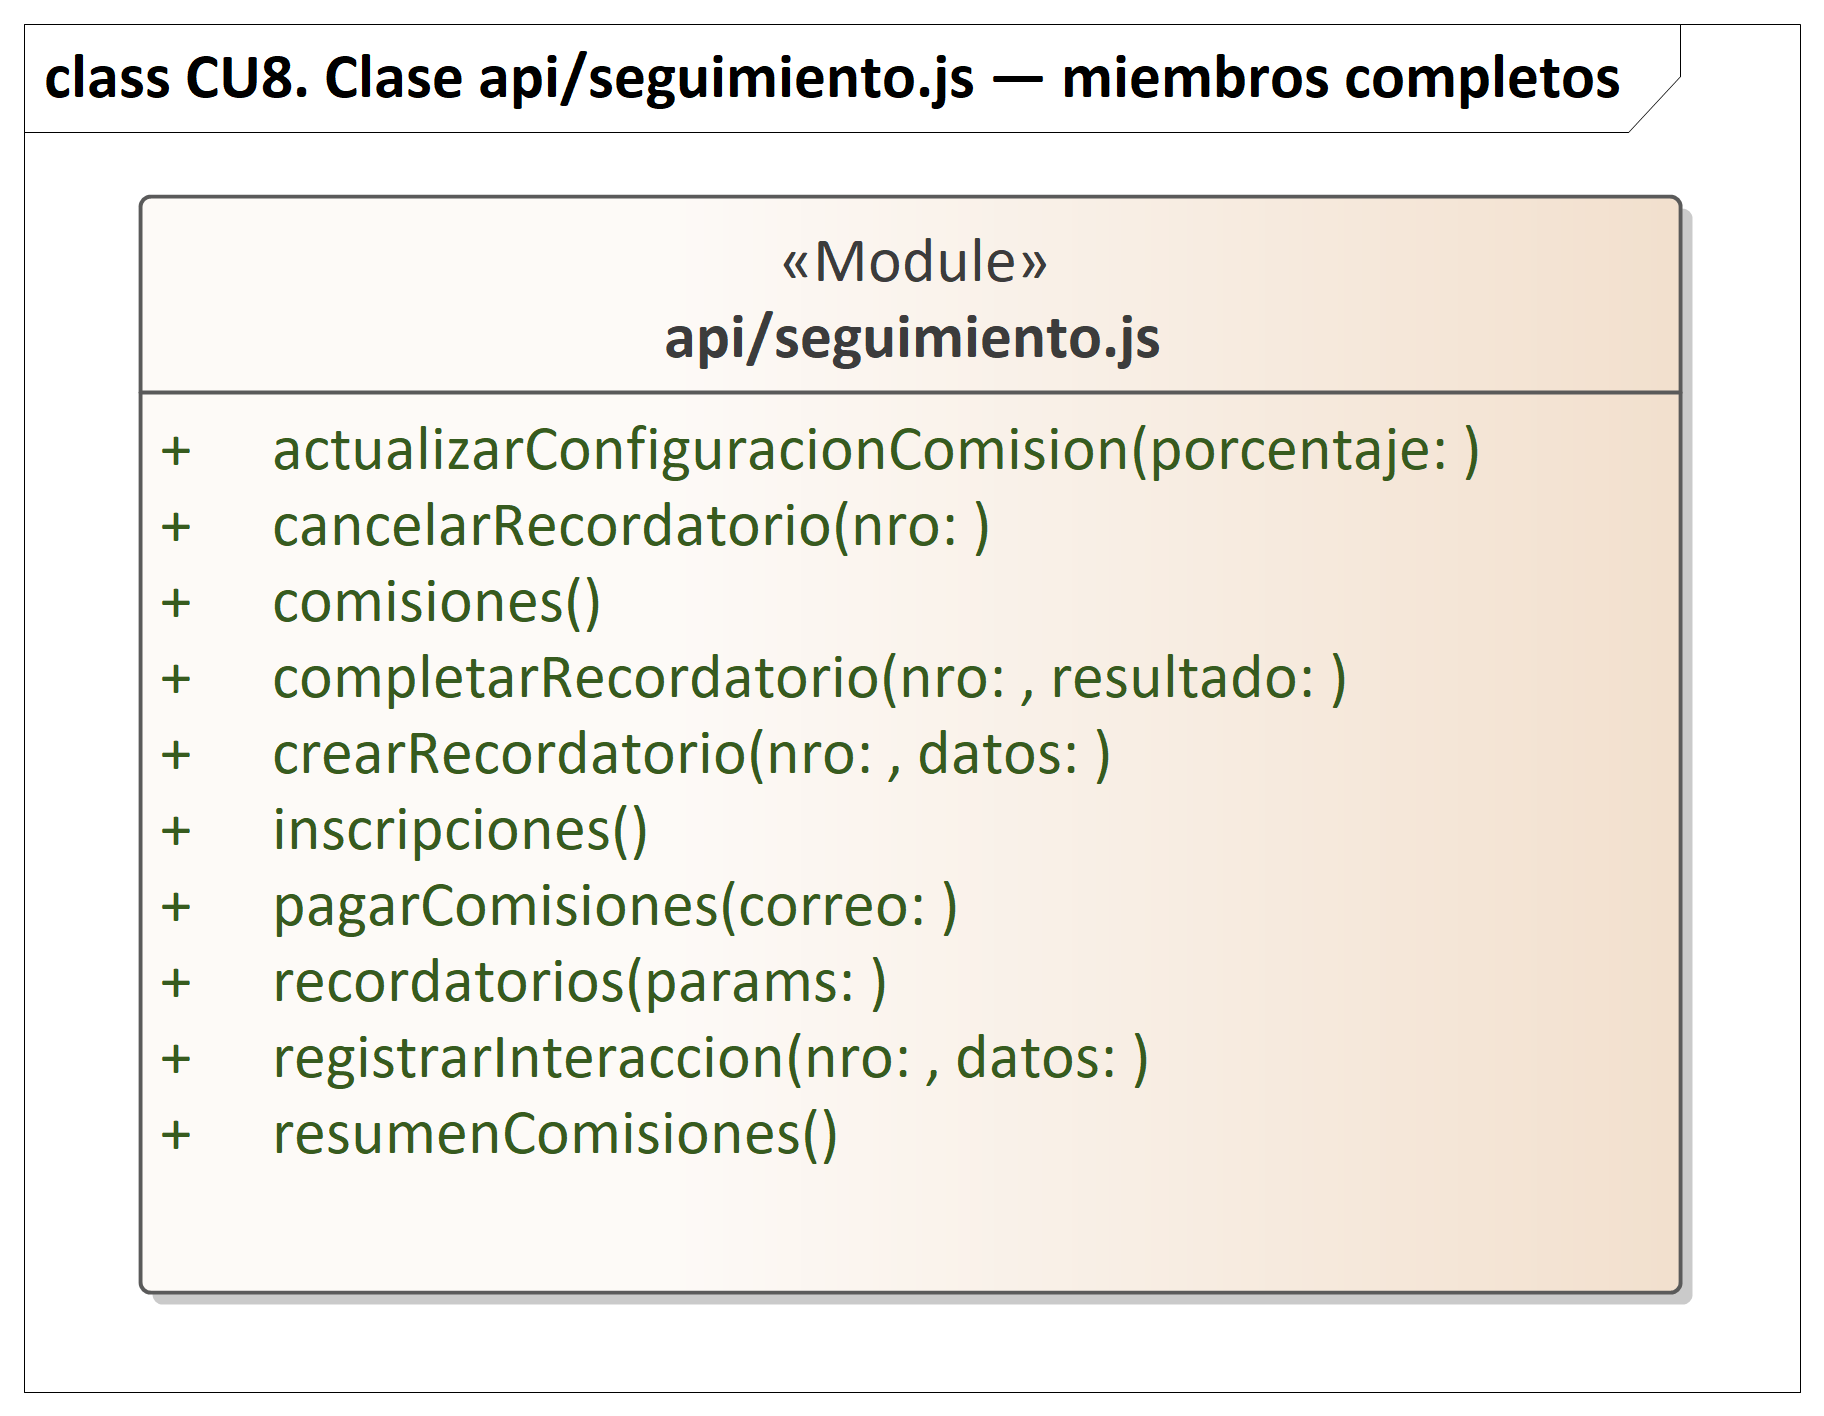 class CU8. Clase api/seguimiento.js — miembros completos
«Module»
api/seguimiento.js
+ actualizarConfiguracionComision(porcentaje: )
+ cancelarRecordatorio(nro: )
+ comisiones()
+ completarRecordatorio(nro: , resultado: )
+ crearRecordatorio(nro: , datos: )
+ inscripciones()
+ pagarComisiones(correo: )
+ recordatorios(params: )
+ registrarInteraccion(nro: , datos: )
+ resumenComisiones()